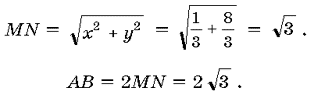 MN = √(x² + y²) = √(1/3 + 8/3) = √3 .
AB = 2MN = 2√3 .